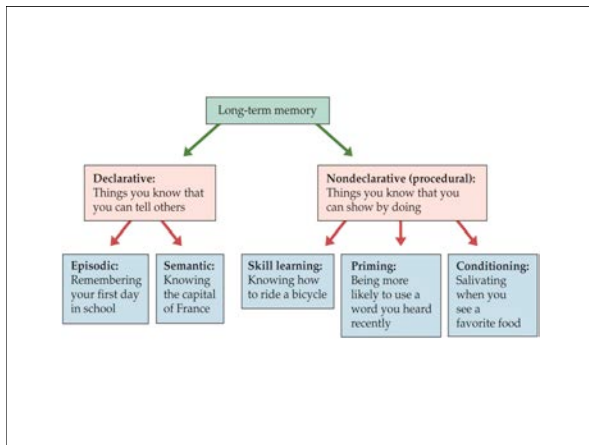 Long-term memory
Declarative:
Things you know that
you can tell others
Nondeclarative (procedural):
Things you know that you
can show by doing
Episodic:
Remembering
your first day
in school
Semantic:
Knowing
the capital
of France
Skill learning:
Knowing how
to ride a bicycle
Priming:
Being more
likely to use a
word you heard
recently
Conditioning:
Salivating
when you
see a
favorite food